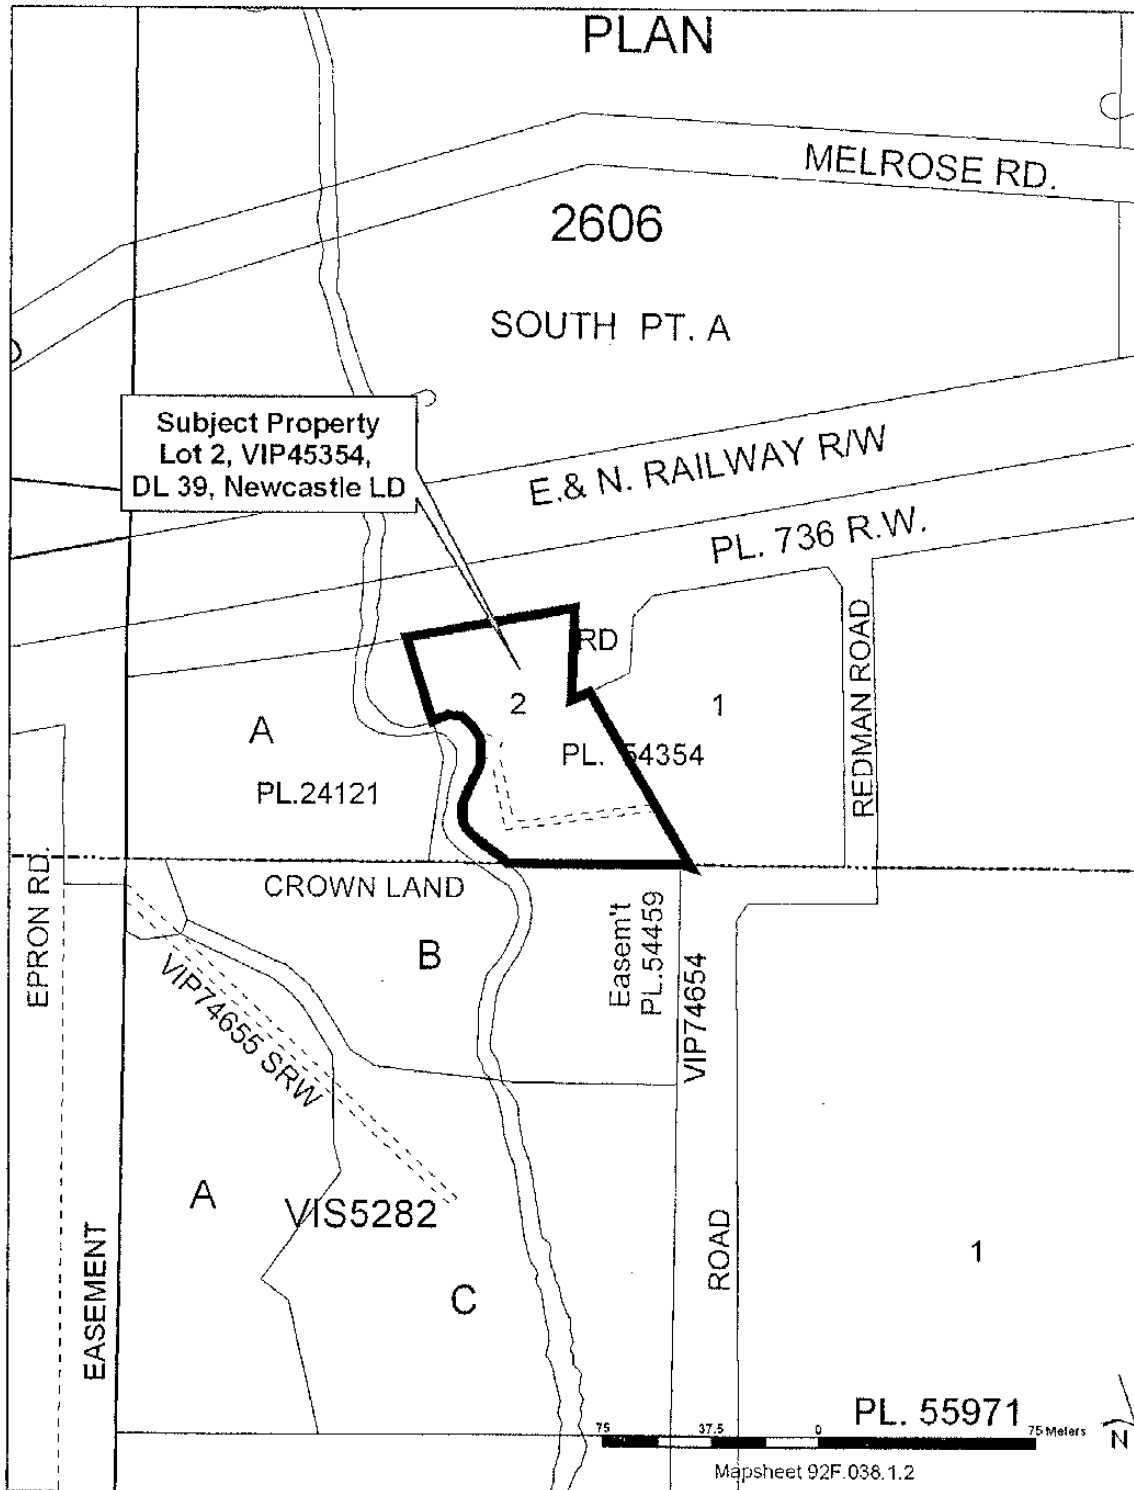 PLAN
MELROSE RD.
2606
SOUTH PT. A
Subject Property
Lot 2, VIP45354,
DL 39, Newcastle LD
E.& N. RAILWAY R/W
PL. 736 R.W.
RD
REDMAN ROAD
2
1
A
PL. 54354
PL.24121
EPRON RD.
CROWN LAND
B
Easem't
PL.54459
VIP74654
VIP74655 SRW
A
VIS5282
C
EASEMENT
ROAD
1
PL. 55971
75 37.5 0 75 Meters
N
Mapsheet 92F.038.1.2